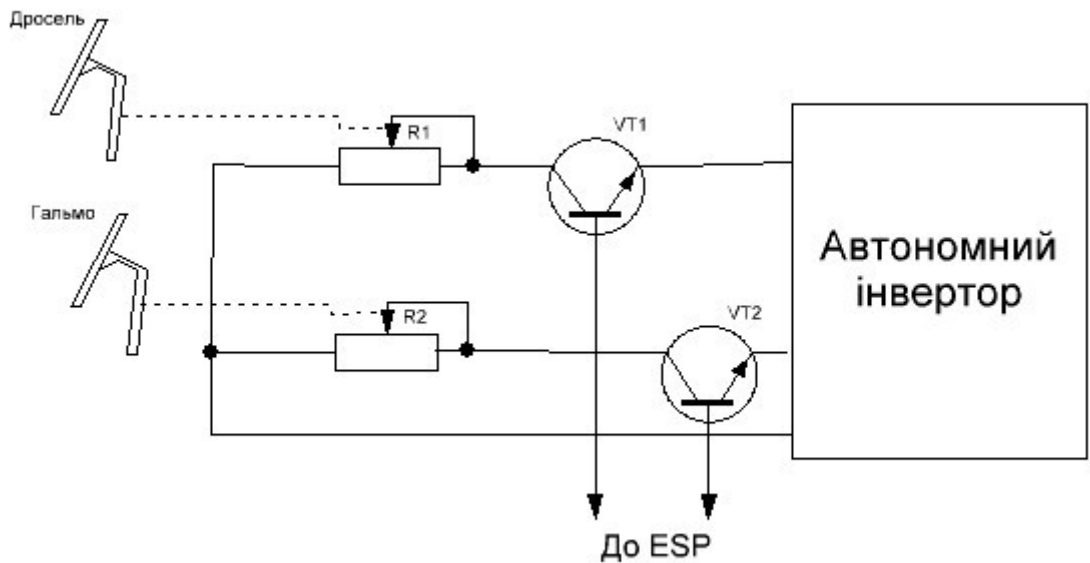 Дросель
R1
VT1
Гальмо
R2
VT2
Автономний
інвертор
До ESP